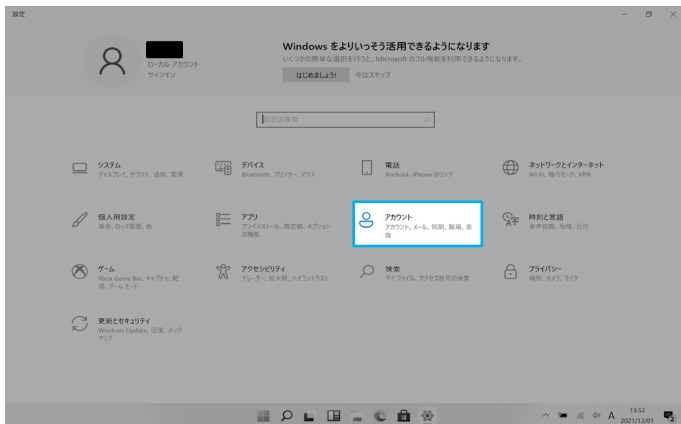 設定
ローカル アカウント
サインイン
Windows をよりいっそう活用できるようになります
いくつかの簡単な選択を行うと、Microsoft のフル機能を利用できるようになります。
はじめましょう!
今はスキップ
設定の検索
システム
ディスプレイ、サウンド、通知、電源
デバイス
Bluetooth、プリンター、マウス
電話
Android、iPhone のリンク
ネットワークとインターネット
Wi-Fi、機内モード、VPN
個人用設定
背景、ロック画面、色
アプリ
アンインストール、既定値、オプション
の機能
アカウント
アカウント、メール、同期、職場、家
族
時刻と言語
音声認識、地域、日付
ゲーム
Xbox Game Bar、キャプチャ、配
信、ゲーム モード
アクセシビリティ
ナレーター、拡大鏡、ハイコントラスト
検索
マイ ファイル、アクセス許可の検索
プライバシー
場所、カメラ、マイク
更新とセキュリティ
Windows Update、回復、バック
アップ
A
13:52
2021/12/01
2